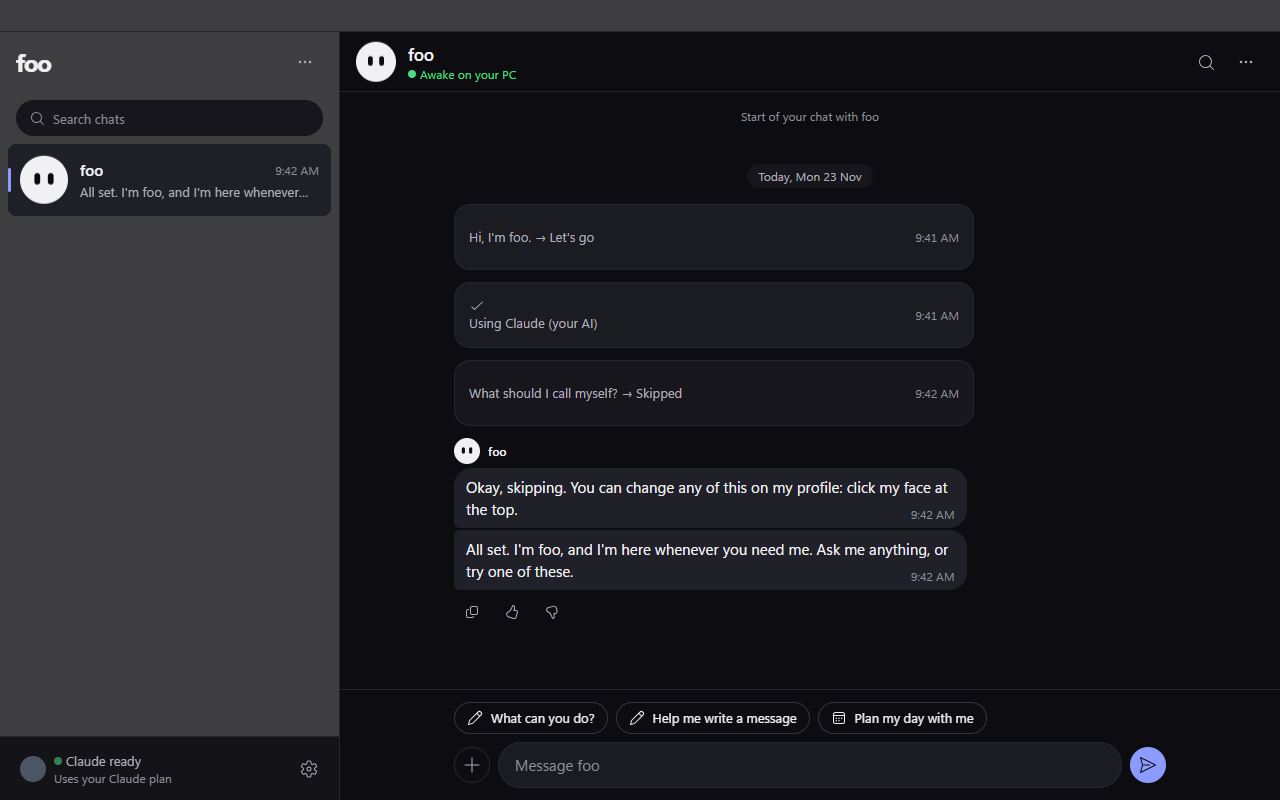 foo
Search chats
foo
9:42 AM
All set. I'm foo, and I'm here whenever...
Claude ready
Uses your Claude plan
foo
Awake on your PC
Start of your chat with foo
Today, Mon 23 Nov
Hi, I'm foo. → Let's go
9:41 AM
Using Claude (your AI)
9:41 AM
What should I call myself? → Skipped
9:42 AM
foo
Okay, skipping. You can change any of this on my profile: click my face at
the top.
9:42 AM
All set. I'm foo, and I'm here whenever you need me. Ask me anything, or
try one of these.
9:42 AM
What can you do?
Help me write a message
Plan my day with me
Message foo